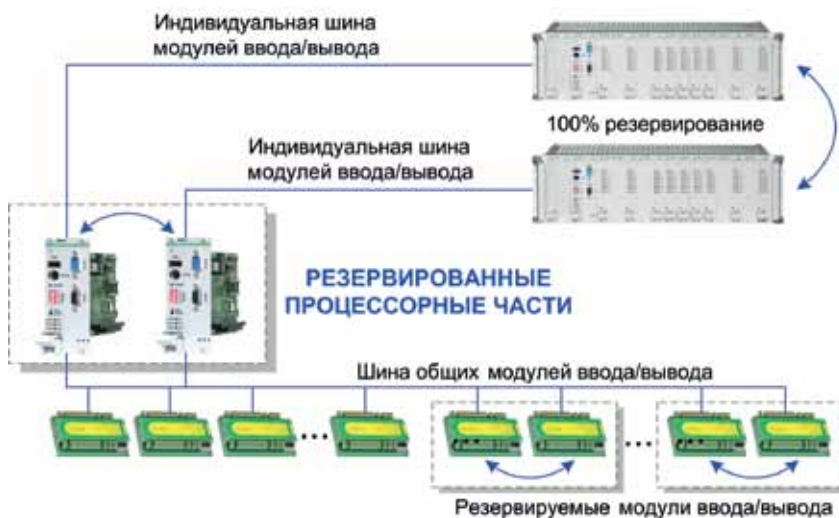 Индивидуальная шина
модулей ввода/вывода
100% резервирование
Индивидуальная шина
модулей ввода/вывода
РЕЗЕРВИРОВАННЫЕ
ПРОЦЕССОРНЫЕ ЧАСТИ
Шина общих модулей ввода/вывода
Резервируемые модули ввода/вывода